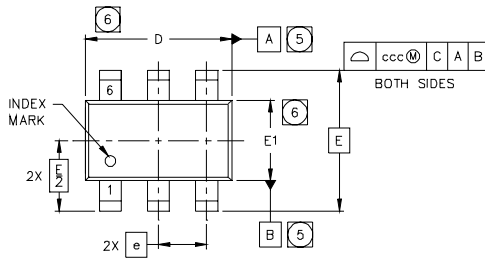 6
D
A 5
ccc Ⓜ C A B
BOTH SIDES
6
INDEX
MARK
6
E1
E
2X E/2
1
B 5
2X e